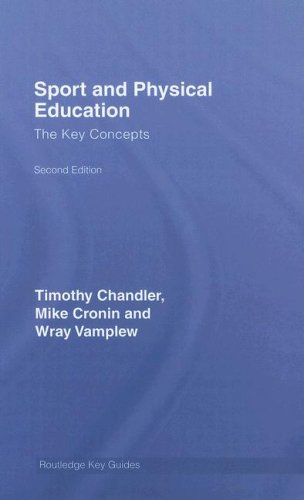 Sport and Physical
Education
The Key Concepts
Second Edition
Timothy Chandler,
Mike Cronin and
Wray Vamplew
Routledge Key Guides